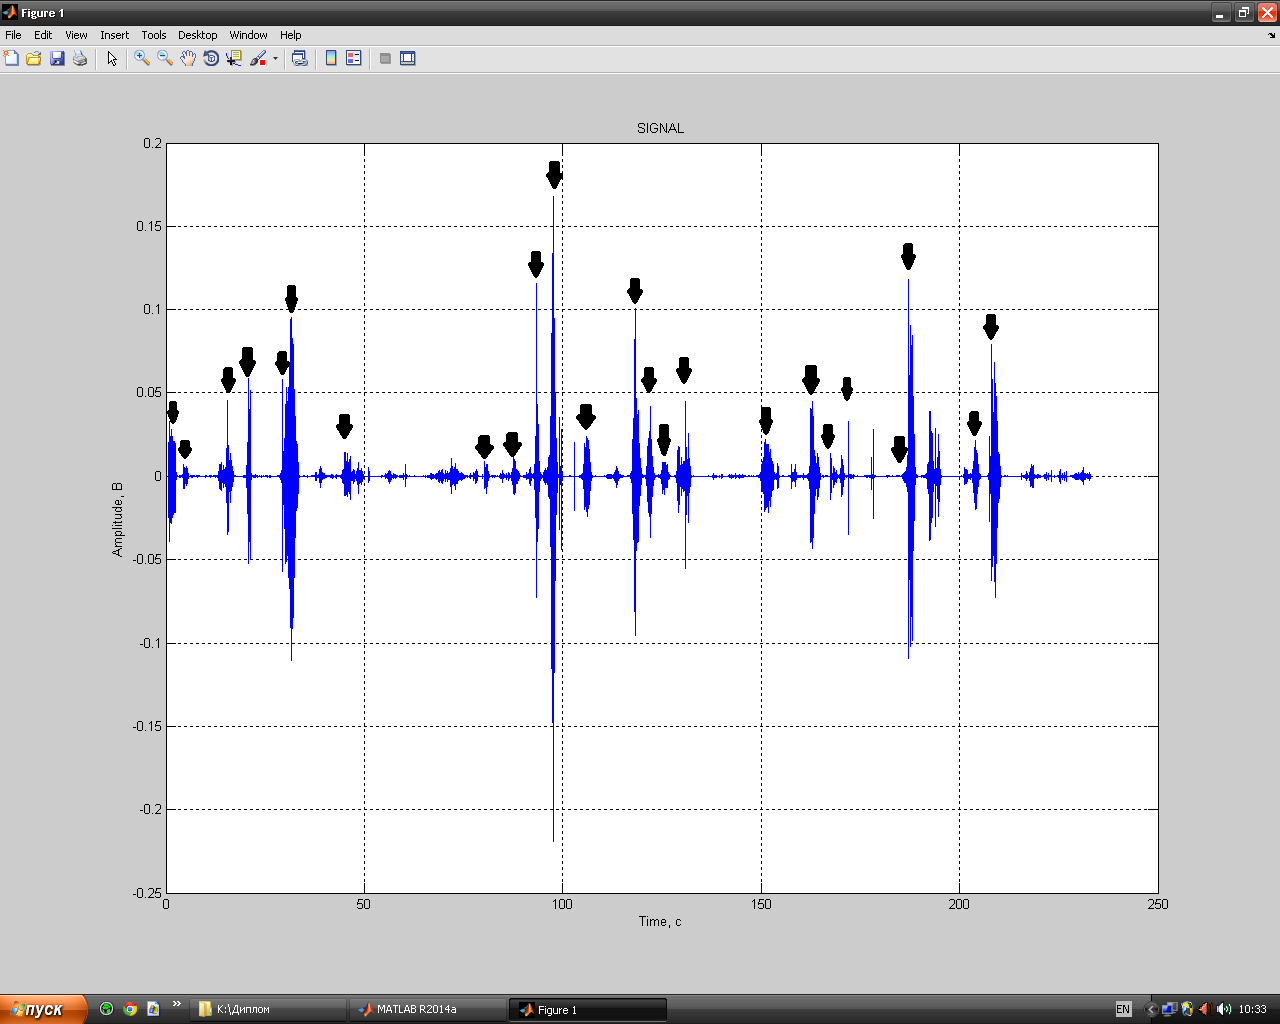 Figure 1
File Edit View Insert Tools Desktop Window Help
SIGNAL
0.2
0.15
0.1
0.05
0
-0.05
-0.1
-0.15
-0.2
-0.25
Amplitude, B
0 50 100 150 200 250
Time, c
пуск
»
K:\Диплом
MATLAB R2014a
Figure 1
EN
10:33